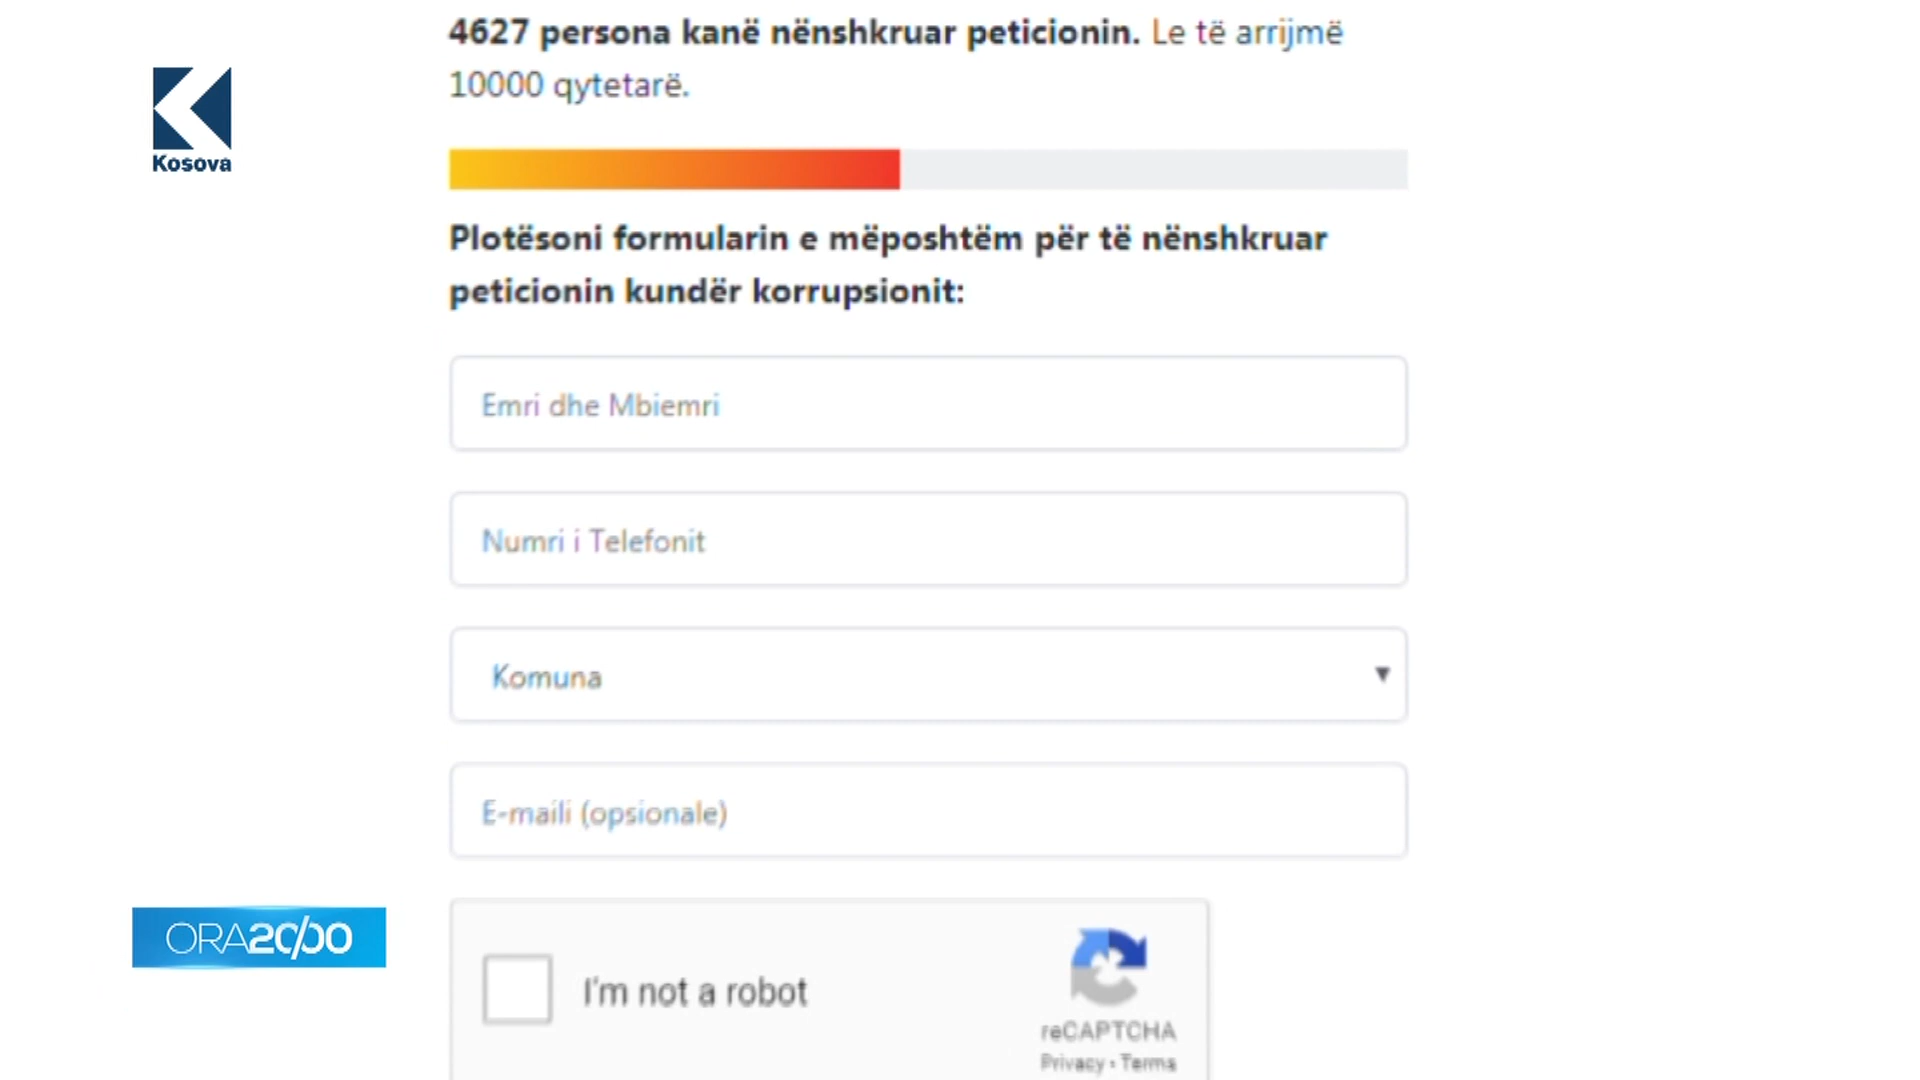 4627 persona kanë nënshkruar peticionin. Le të arrijmë
10000 qytetarë.
Kosova
Plotësoni formularin e mëposhtëm për të nënshkruar
peticionin kundër korrupsionit:
Emri dhe Mbiemri
Numri i Telefonit
Komuna
E-maili (opsionale)
ORA20/00
I'm not a robot
reCAPTCHA
Privacy • Terms